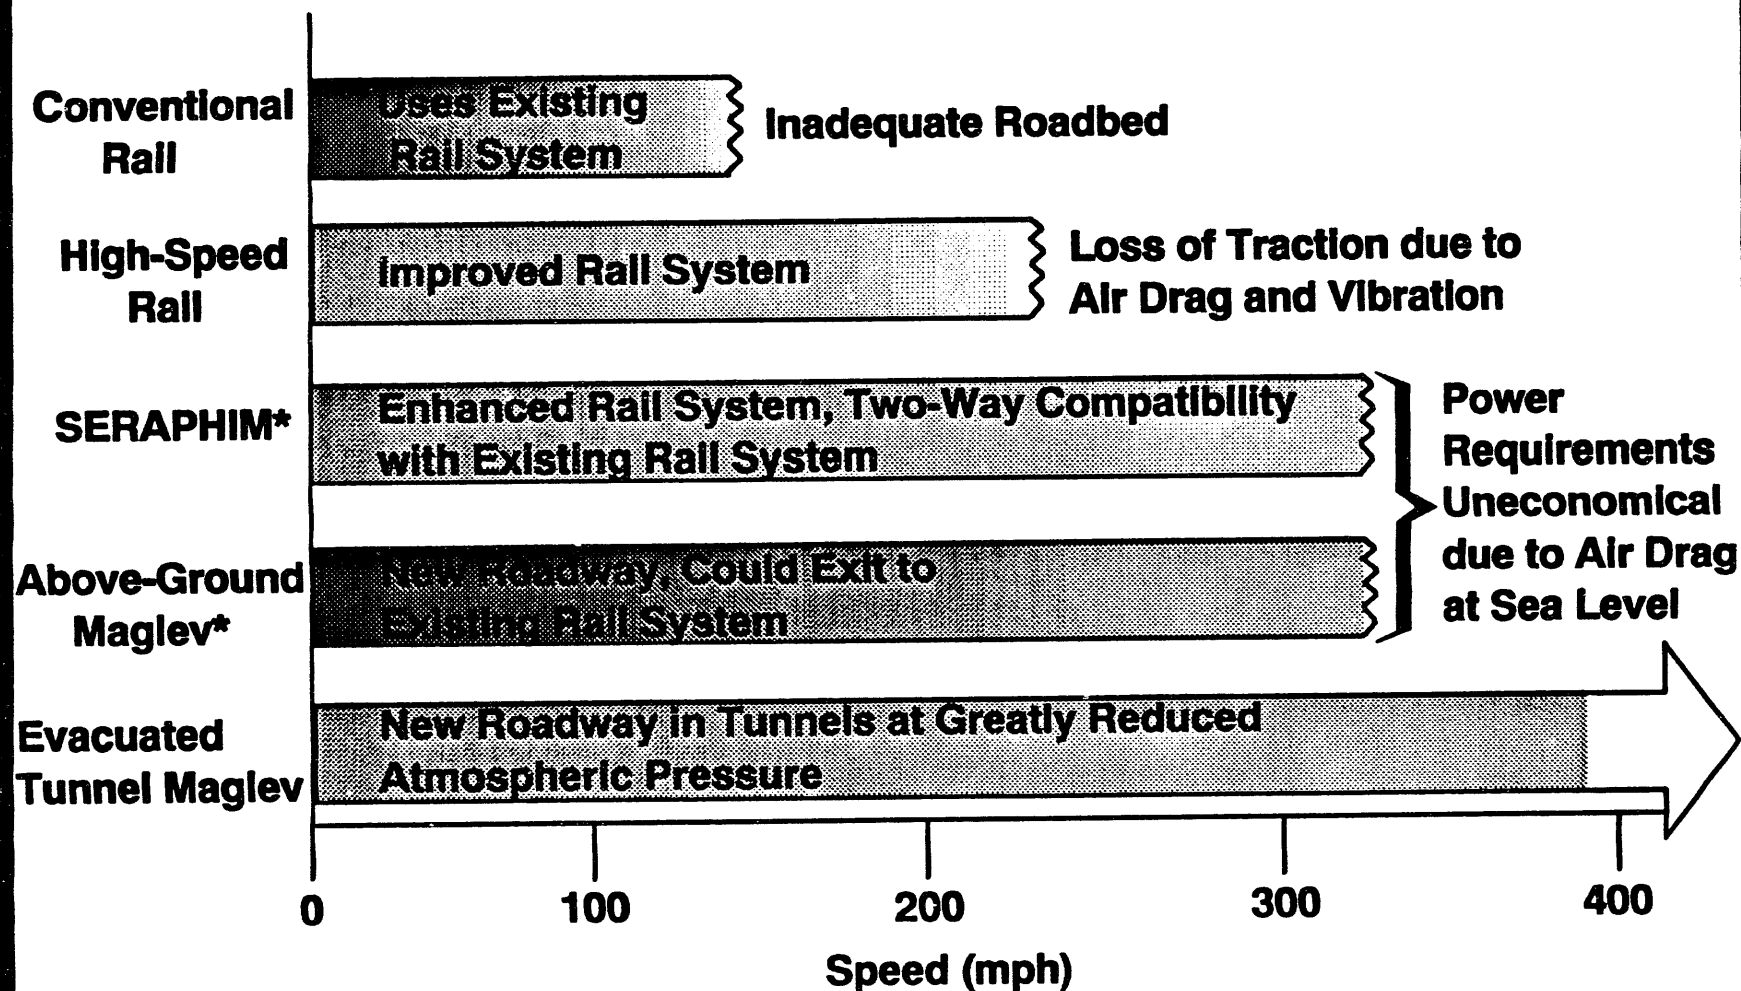 Conventional
Rail
Uses Existing
Rail System
Inadequate Roadbed
High-Speed
Rail
Improved Rail System
Loss of Traction due to
Air Drag and Vibration
SERAPHIM*
Enhanced Rail System, Two-Way Compatibility
with Existing Rail System
Power
Requirements
Uneconomical
due to Air Drag
at Sea Level
Above-Ground
Maglev*
New Roadway, Could Exit to
Existing Rail System
Evacuated
Tunnel Maglev
New Roadway in Tunnels at Greatly Reduced
Atmospheric Pressure
0 100 200 300 400
Speed (mph)